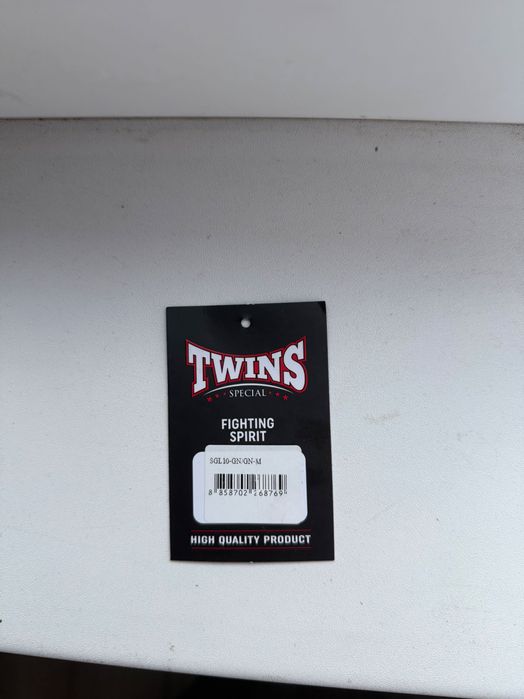 TWINS
SPECIAL
FIGHTING
SPIRIT
SGL10-GN/GN-M
8 858702 268769
HIGH QUALITY PRODUCT